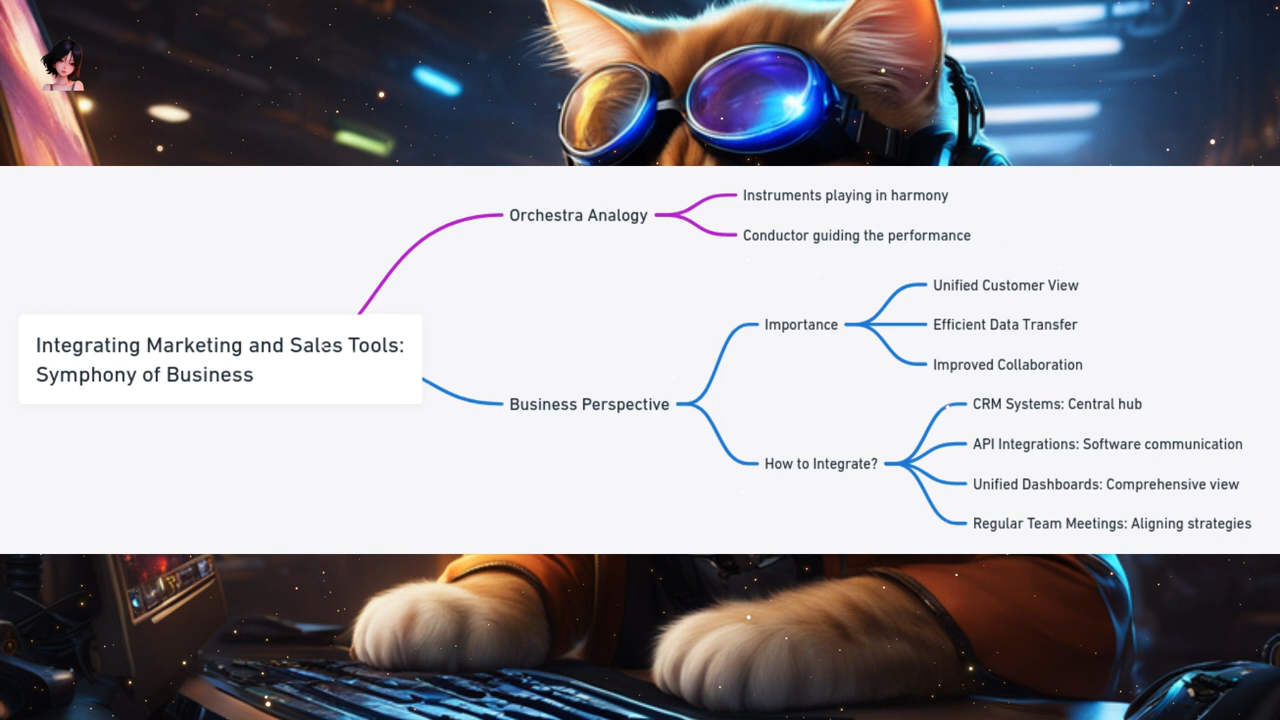 Integrating Marketing and Sales Tools:
Symphony of Business
Orchestra Analogy
Instruments playing in harmony
Conductor guiding the performance
Business Perspective
Importance
Unified Customer View
Efficient Data Transfer
Improved Collaboration
How to Integrate?
CRM Systems: Central hub
API Integrations: Software communication
Unified Dashboards: Comprehensive view
Regular Team Meetings: Aligning strategies